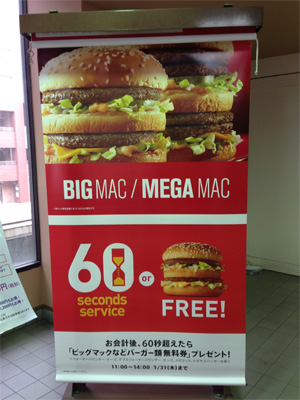 BIG MAC / MEGA MAC
60
seconds
service
or
FREE!
お会計後、60秒超えたら
「ビッグマックなどバーガー類無料券」プレゼント!
11:00〜14:00 1/31(木)まで